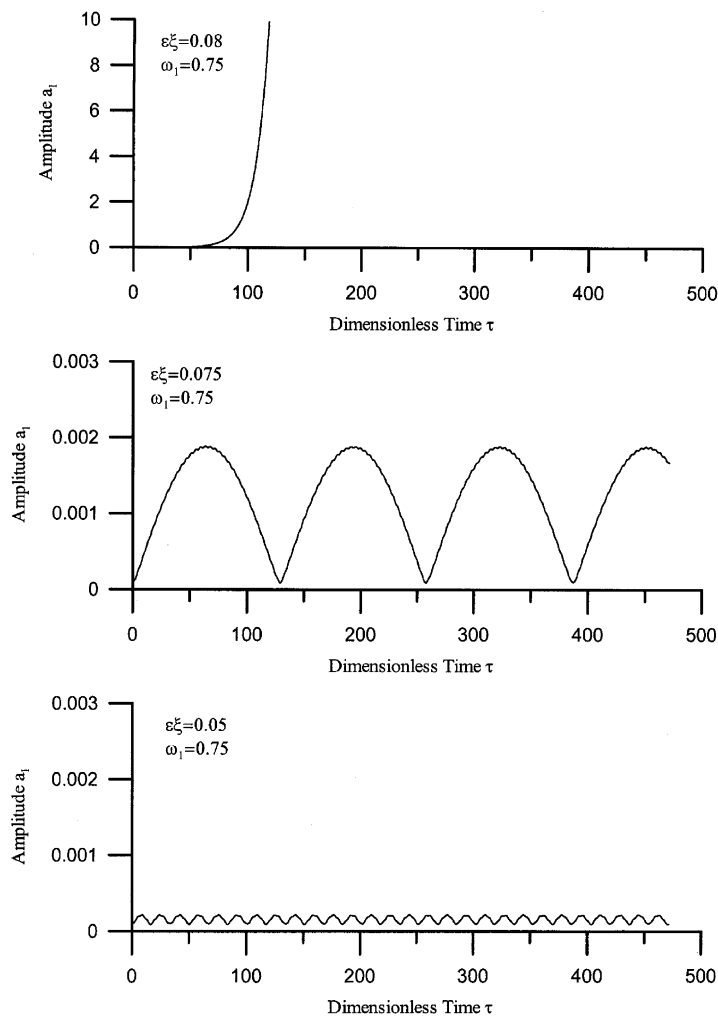 10
8
6
4
2
0
Amplitude a₁
εξ=0.08
ω₁=0.75
0 100 200 300 400 500
Dimensionless Time τ
0.003
0.002
0.001
0
Amplitude a₁
εξ=0.075
ω₁=0.75
0 100 200 300 400 500
Dimensionless Time τ
0.003
0.002
0.001
0
Amplitude a₁
εξ=0.05
ω₁=0.75
0 100 200 300 400 500
Dimensionless Time τ